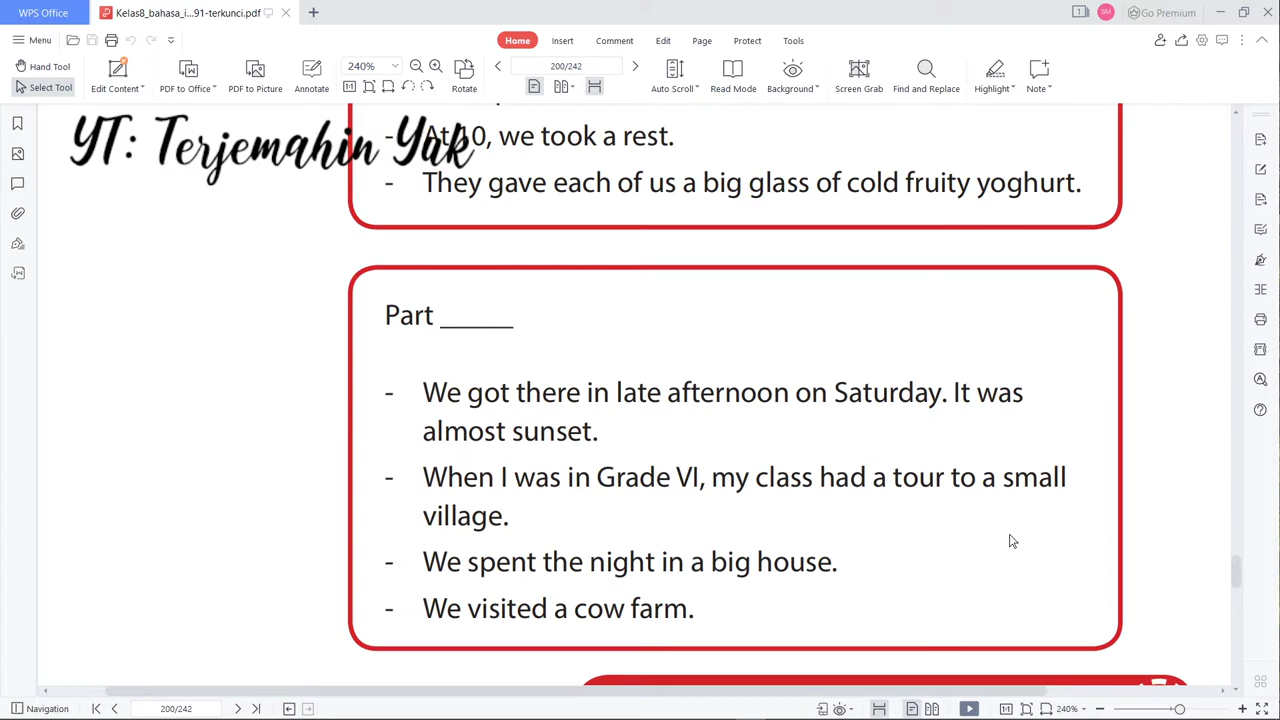 WPS Office
Kelas8_bahasa_i...91-terkunci.pdf
SM
Go Premium
Menu
Home
Insert
Comment
Edit
Page
Protect
Tools
Hand Tool
Select Tool
Edit Content
PDF to Office
PDF to Picture
Annotate
240%
Rotate
200/242
Auto Scroll
Read Mode
Background
Screen Grab
Find and Replace
Highlight
Note
YT: Terjemahin Yuk
- At 10, we took a rest.
- They gave each of us a big glass of cold fruity yoghurt.
Part ______
- We got there in late afternoon on Saturday. It was
almost sunset.
- When I was in Grade VI, my class had a tour to a small
village.
- We spent the night in a big house.
- We visited a cow farm.
Navigation
200/242
240%